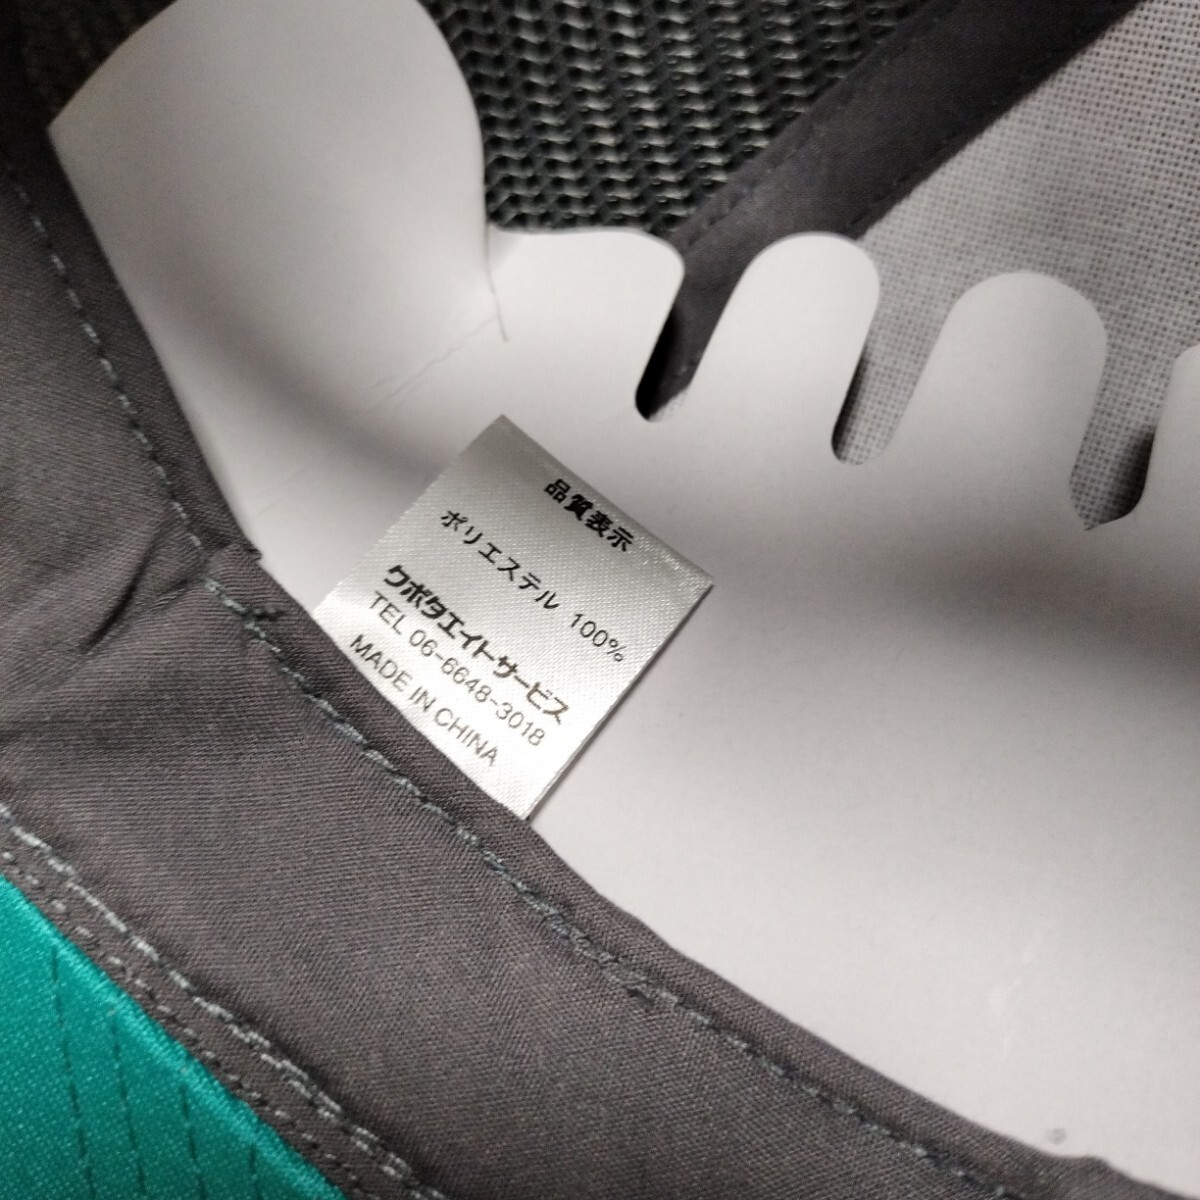 品質表示
ポリエステル 100%
クボタエイトサービス
TEL 06-6648-3018
MADE IN CHINA